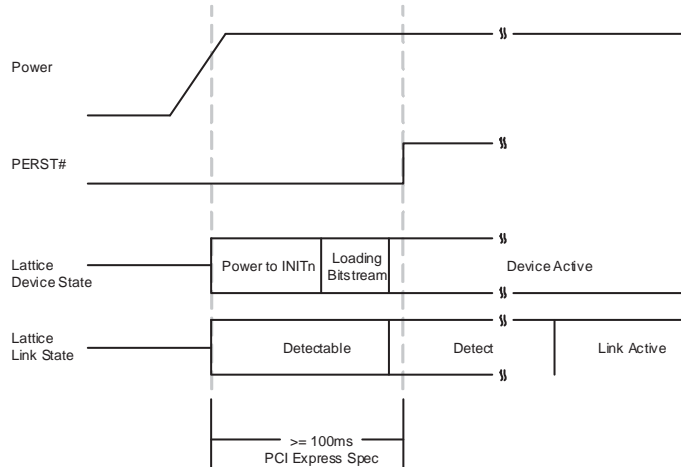 Power
PERST#
Power to INITn
Loading
Bitstream
Device Active
Lattice
Device State
Detectable
Detect
Link Active
Lattice
Link State
>= 100ms
PCI Express Spec